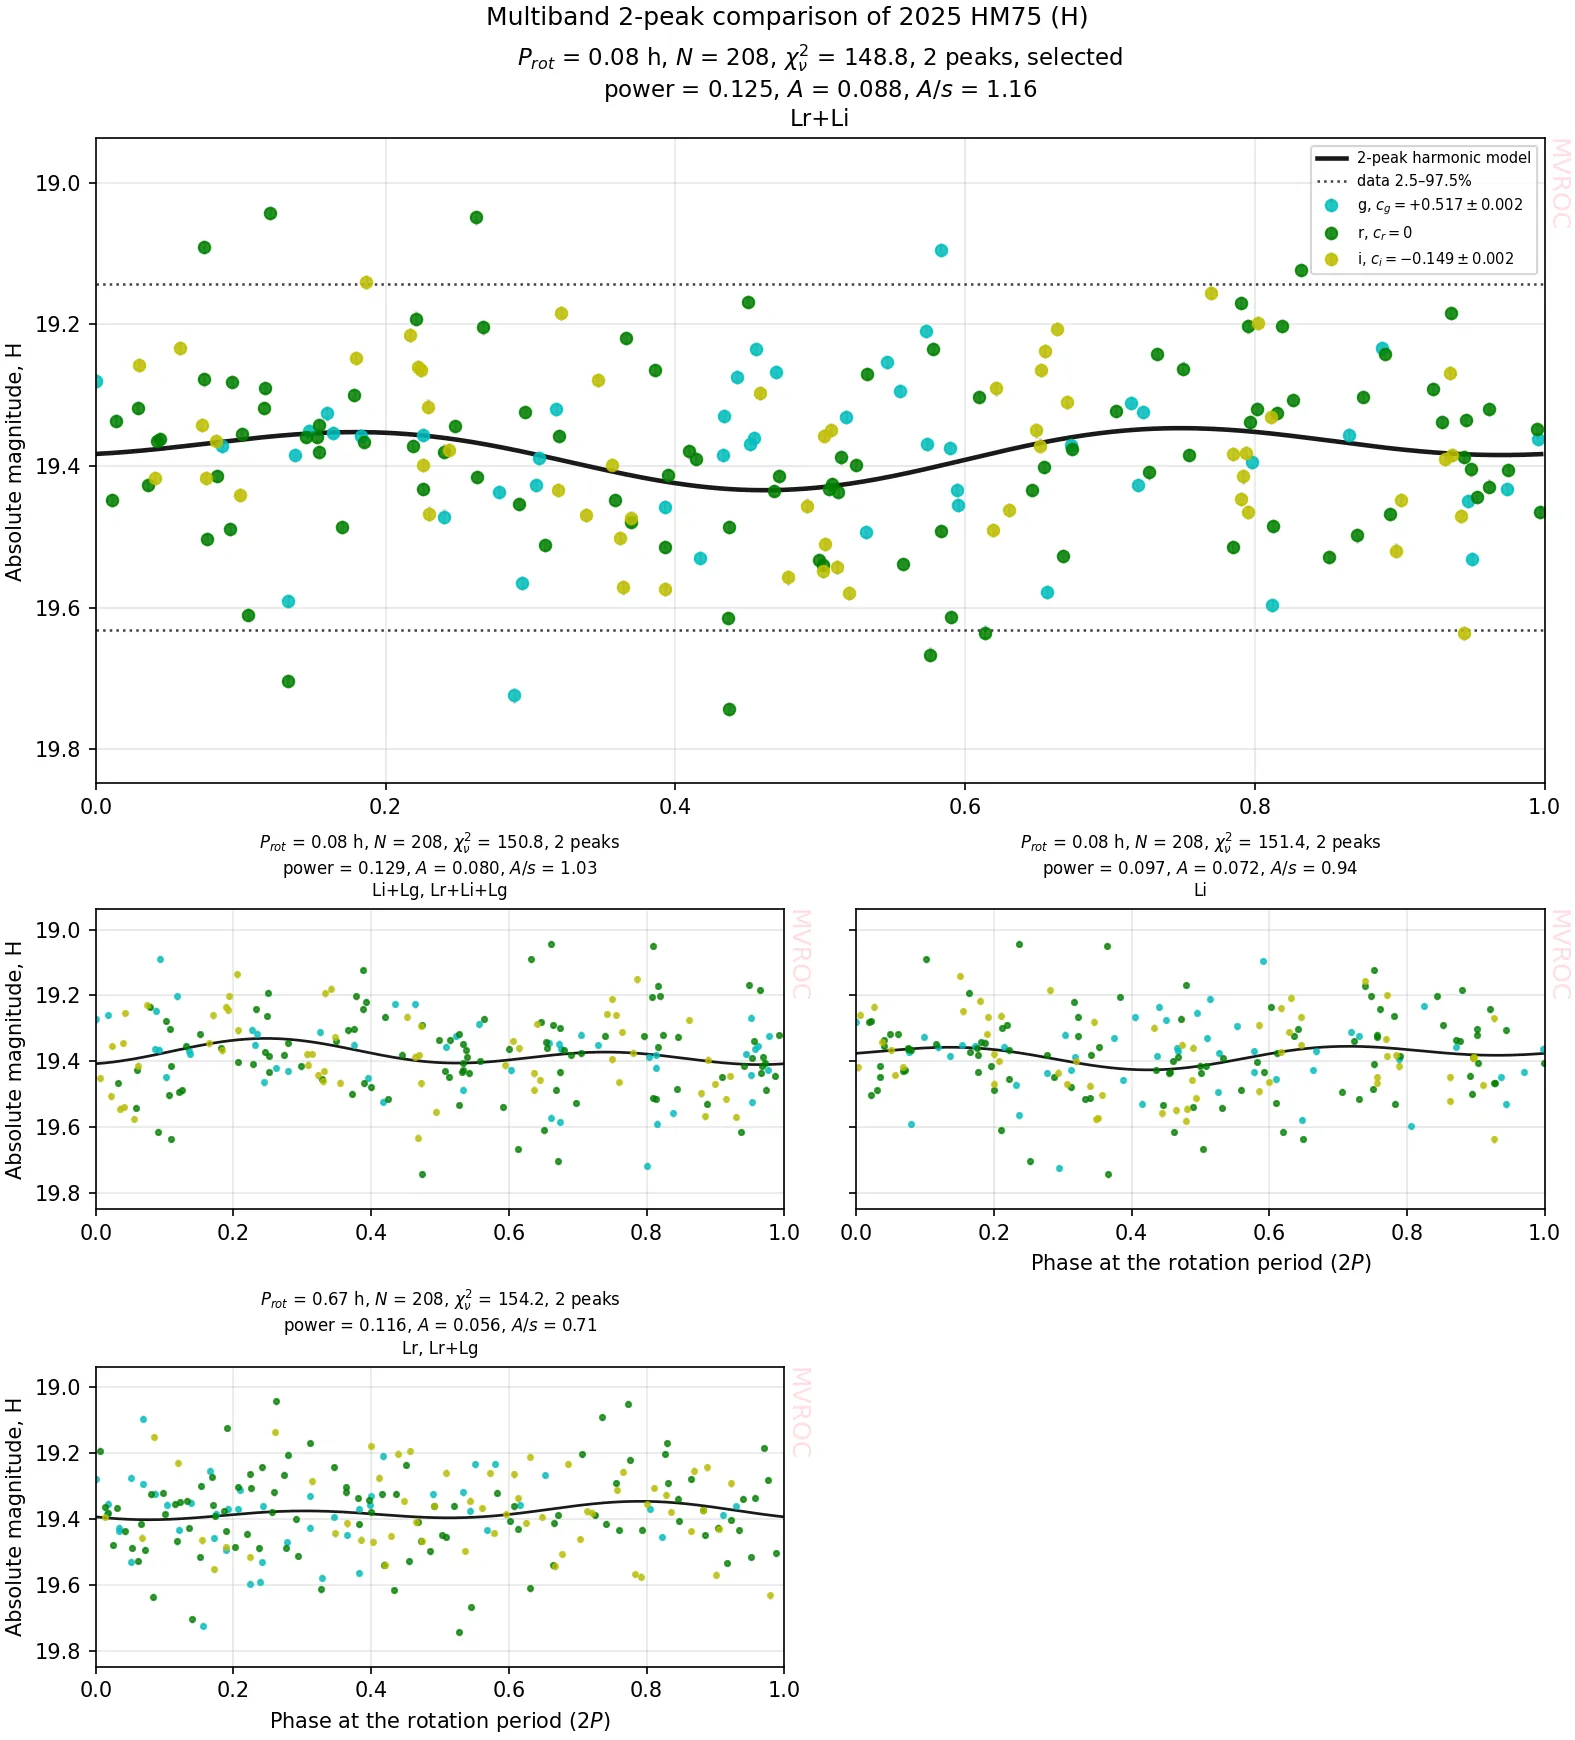 Multiband 2-peak comparison of 2025 HM75 (H)
P_rot = 0.08 h, N = 208, χ²_ν = 148.8, 2 peaks, selected
power = 0.125, A = 0.088, A/s = 1.16
Lr+Li
2-peak harmonic model
data 2.5–97.5%
g, c_g = +0.517 ± 0.002
r, c_r = 0
i, c_i = −0.149 ± 0.002
MVROC
Absolute magnitude, H
19.0
19.2
19.4
19.6
19.8
0.0 0.2 0.4 0.6 0.8 1.0
P_rot = 0.08 h, N = 208, χ²_ν = 150.8, 2 peaks
power = 0.129, A = 0.080, A/s = 1.03
Li+Lg, Lr+Li+Lg
MVROC
Absolute magnitude, H
19.0
19.2
19.4
19.6
19.8
0.0 0.2 0.4 0.6 0.8 1.0
P_rot = 0.08 h, N = 208, χ²_ν = 151.4, 2 peaks
power = 0.097, A = 0.072, A/s = 0.94
Li
MVROC
0.0 0.2 0.4 0.6 0.8 1.0
Phase at the rotation period (2P)
P_rot = 0.67 h, N = 208, χ²_ν = 154.2, 2 peaks
power = 0.116, A = 0.056, A/s = 0.71
Lr, Lr+Lg
MVROC
Absolute magnitude, H
19.0
19.2
19.4
19.6
19.8
0.0 0.2 0.4 0.6 0.8 1.0
Phase at the rotation period (2P)